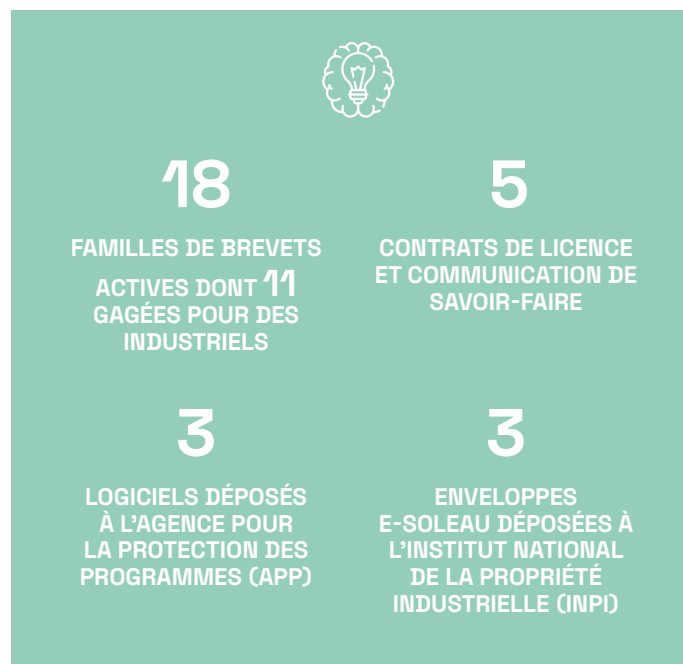 18
FAMILLES DE BREVETS
ACTIVES DONT 11
GAGÉES POUR DES
INDUSTRIELS
5
CONTRATS DE LICENCE
ET COMMUNICATION DE
SAVOIR-FAIRE
3
LOGICIELS DÉPOSÉS
À L'AGENCE POUR
LA PROTECTION DES
PROGRAMMES (APP)
3
ENVELOPPES
E-SOLEAU DÉPOSÉES À
L'INSTITUT NATIONAL
DE LA PROPRIÉTÉ
INDUSTRIELLE (INPI)